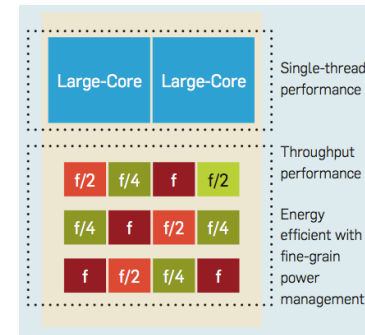 Large-Core Large-Core
Single-thread
performance
Throughput
performance
f/2 f/4 f f/2
Energy
efficient with
fine-grain
power
management
f/4 f f/2 f/4
f f/2 f/4 f